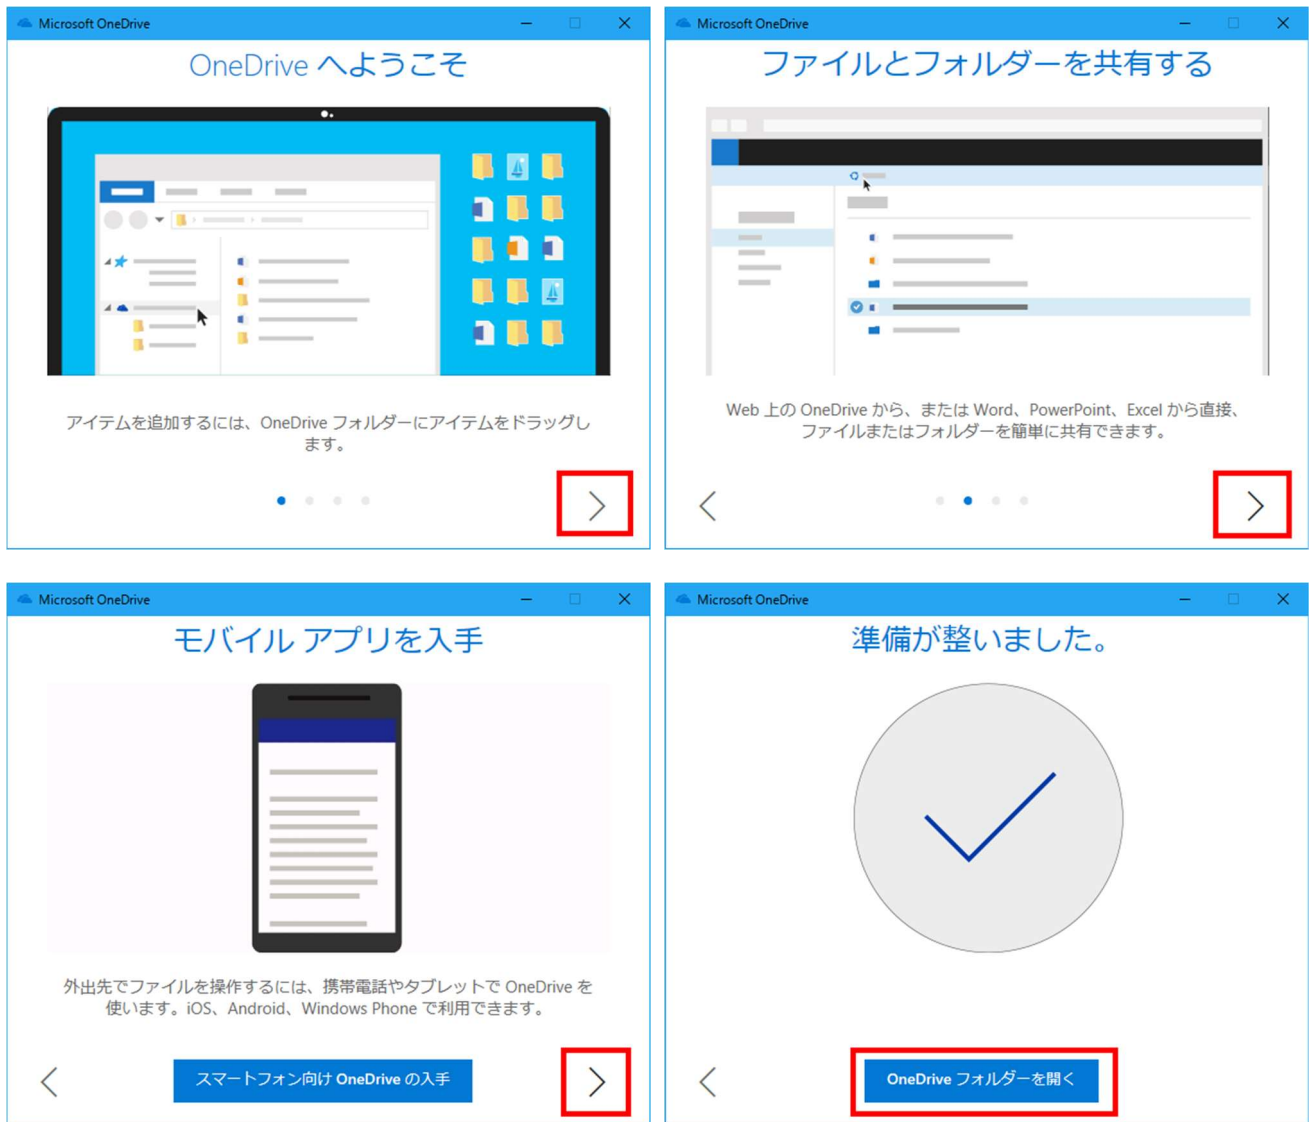 Microsoft OneDrive
OneDrive へようこそ
アイテムを追加するには、OneDrive フォルダーにアイテムをドラッグし
ます。
Microsoft OneDrive
ファイルとフォルダーを共有する
Web 上の OneDrive から、または Word、PowerPoint、Excel から直接、
ファイルまたはフォルダーを簡単に共有できます。
Microsoft OneDrive
モバイル アプリを入手
外出先でファイルを操作するには、携帯電話やタブレットで OneDrive を
使います。iOS、Android、Windows Phone で利用できます。
スマートフォン向け OneDrive の入手
Microsoft OneDrive
準備が整いました。
OneDrive フォルダーを開く